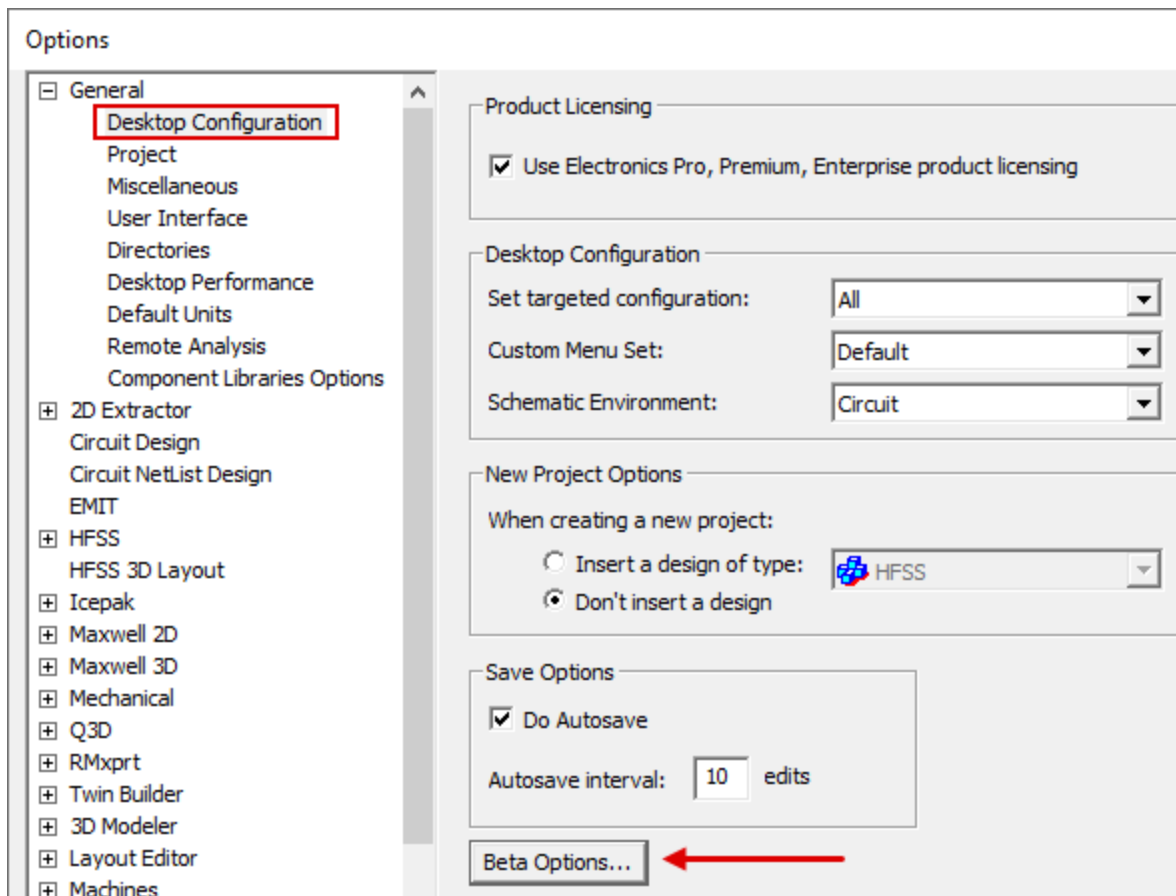 Options
General
Desktop Configuration
Project
Miscellaneous
User Interface
Directories
Desktop Performance
Default Units
Remote Analysis
Component Libraries Options
2D Extractor
Circuit Design
Circuit NetList Design
EMIT
HFSS
HFSS 3D Layout
Icepak
Maxwell 2D
Maxwell 3D
Mechanical
Q3D
RMxprt
Twin Builder
3D Modeler
Layout Editor
Machines
Product Licensing
Use Electronics Pro, Premium, Enterprise product licensing
Desktop Configuration
Set targeted configuration: All
Custom Menu Set: Default
Schematic Environment: Circuit
New Project Options
When creating a new project:
Insert a design of type: HFSS
Don't insert a design
Save Options
Do Autosave
Autosave interval: 10 edits
Beta Options...